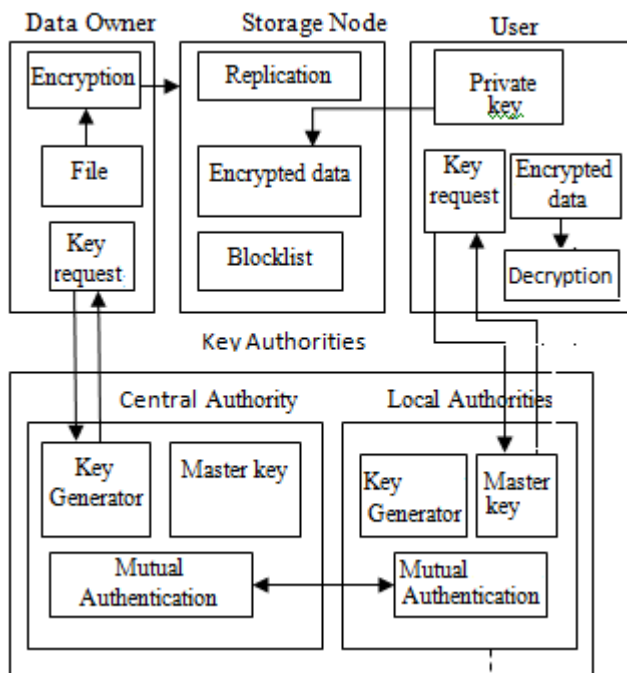 Data Owner
Storage Node
User
Encryption
File
Key
request
Replication
Encrypted data
Blocklist
Private
key
Key
request
Encrypted
data
Decryption
Key Authorities
Central Authority
Key
Generator
Master key
Mutual
Authentication
Local Authorities
Key
Generator
Master
key
Mutual
Authentication